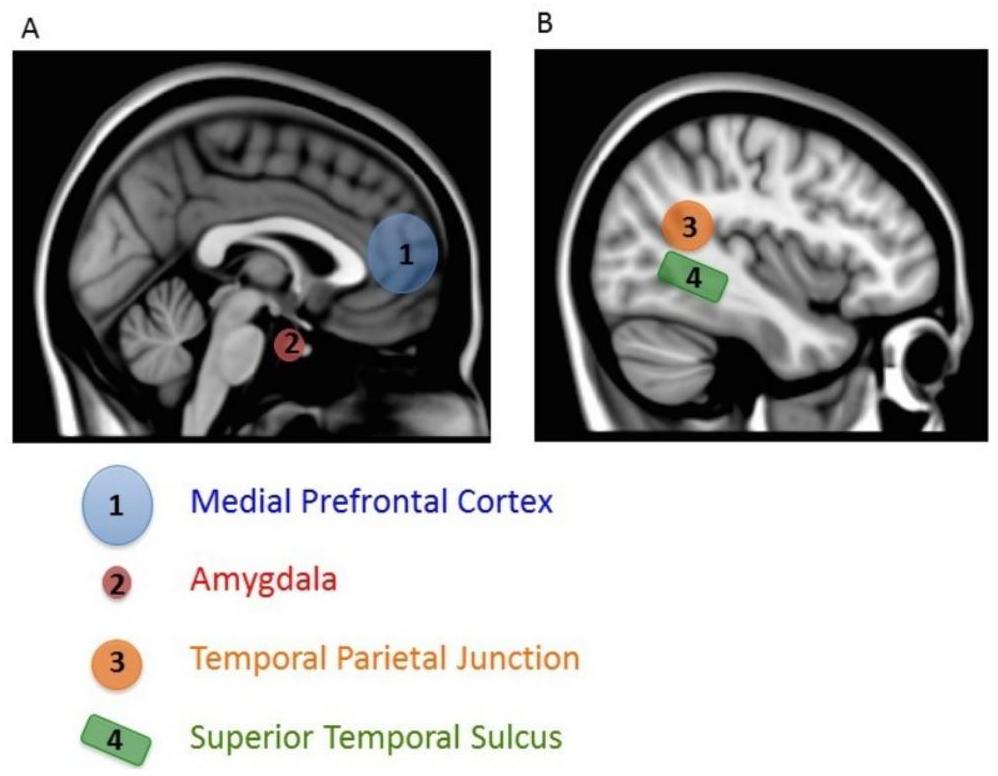 A
B
1
2
3
4
1 Medial Prefrontal Cortex
2 Amygdala
3 Temporal Parietal Junction
4 Superior Temporal Sulcus